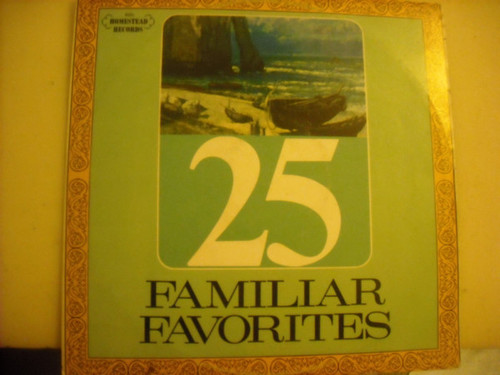 HOMESTEAD
RECORDS
25
FAMILIAR
FAVORITES